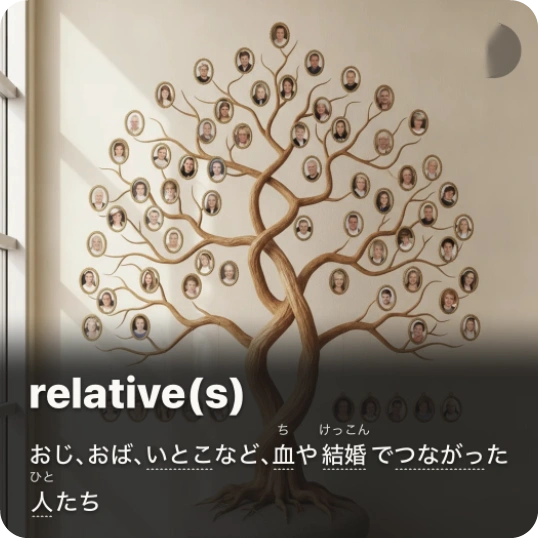 relative(s)
ち けっこん
おじ、おば、いとこなど、血や結婚でつながった
ひと
人たち